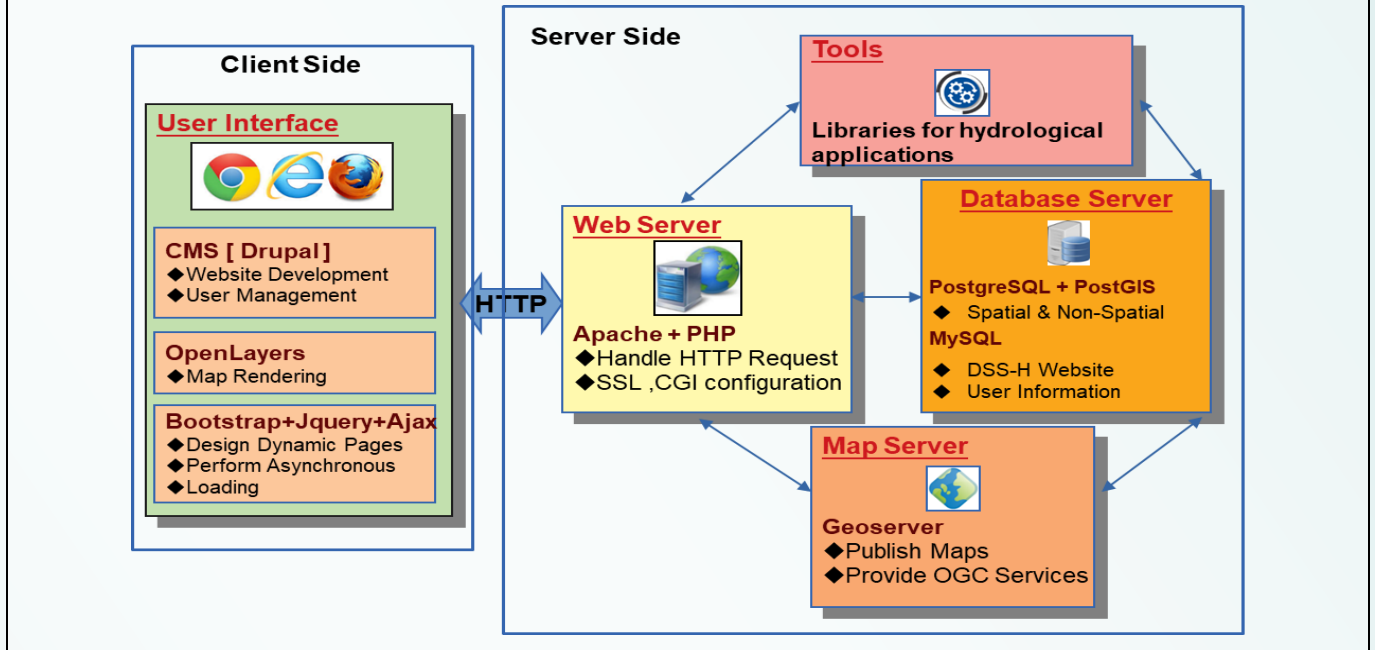 Client Side
User Interface
CMS [ Drupal ]
◆Website Development
◆User Management
OpenLayers
◆Map Rendering
Bootstrap+Jquery+Ajax
◆Design Dynamic Pages
◆Perform Asynchronous
◆Loading
HTTP
Server Side
Tools
Libraries for hydrological
applications
Web Server
Apache + PHP
◆Handle HTTP Request
◆SSL ,CGI configuration
Database Server
PostgreSQL + PostGIS
◆ Spatial & Non-Spatial
MySQL
◆ DSS-H Website
◆ User Information
Map Server
Geoserver
◆Publish Maps
◆Provide OGC Services